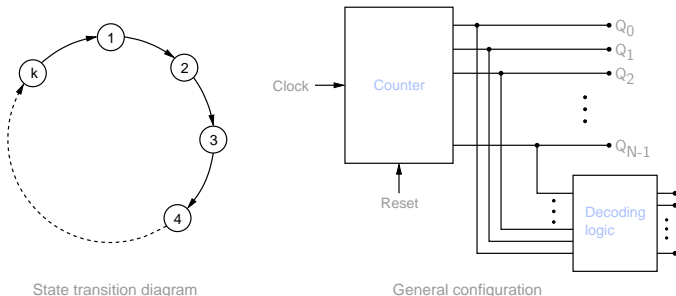 1
2
k
3
4
State transition diagram
Clock
Counter
Reset
Q0
Q1
Q2
QN-1
Decoding
logic
General configuration